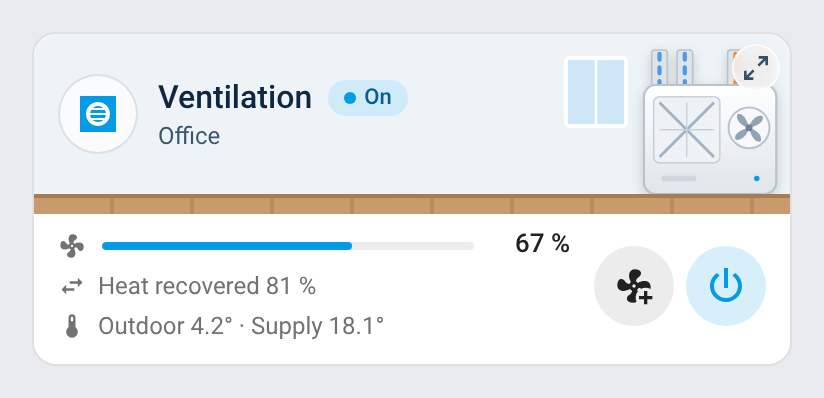 Ventilation
On
Office
67 %
Heat recovered 81 %
Outdoor 4.2° · Supply 18.1°